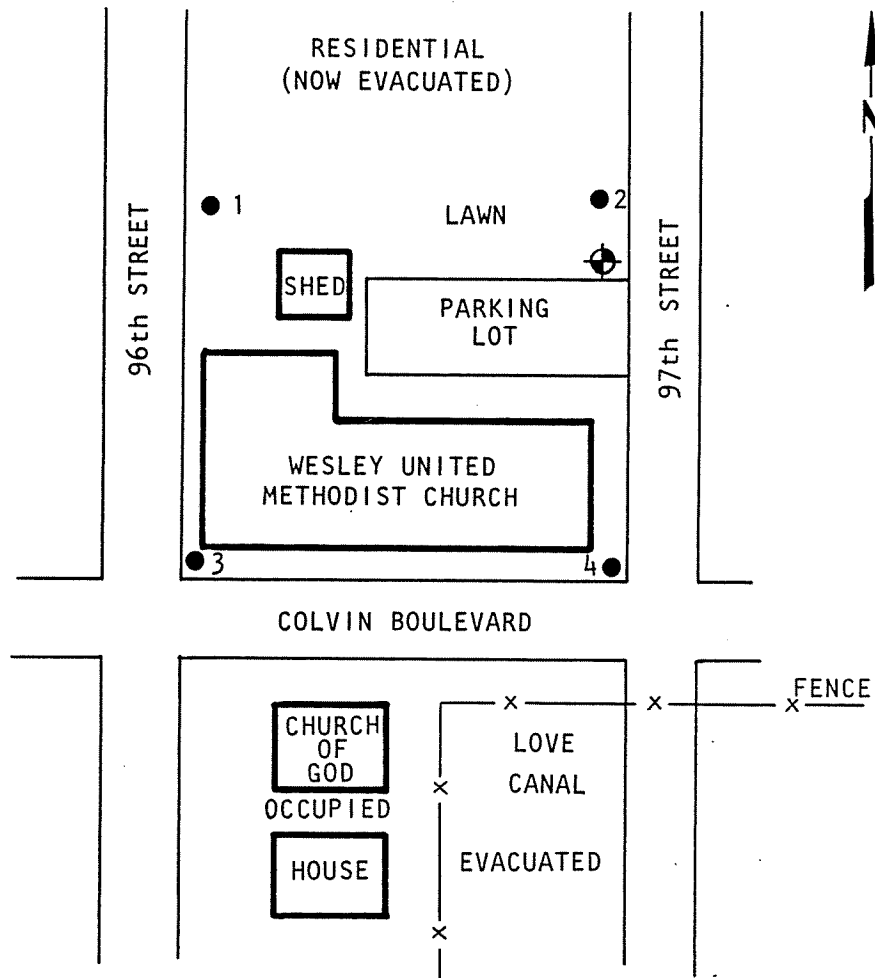 RESIDENTIAL
(NOW EVACUATED)
N
1
2
LAWN
96th STREET
SHED
PARKING
LOT
97th STREET
WESLEY UNITED
METHODIST CHURCH
3
4
COLVIN BOULEVARD
FENCE
CHURCH
OF
GOD
LOVE
CANAL
OCCUPIED
HOUSE
EVACUATED